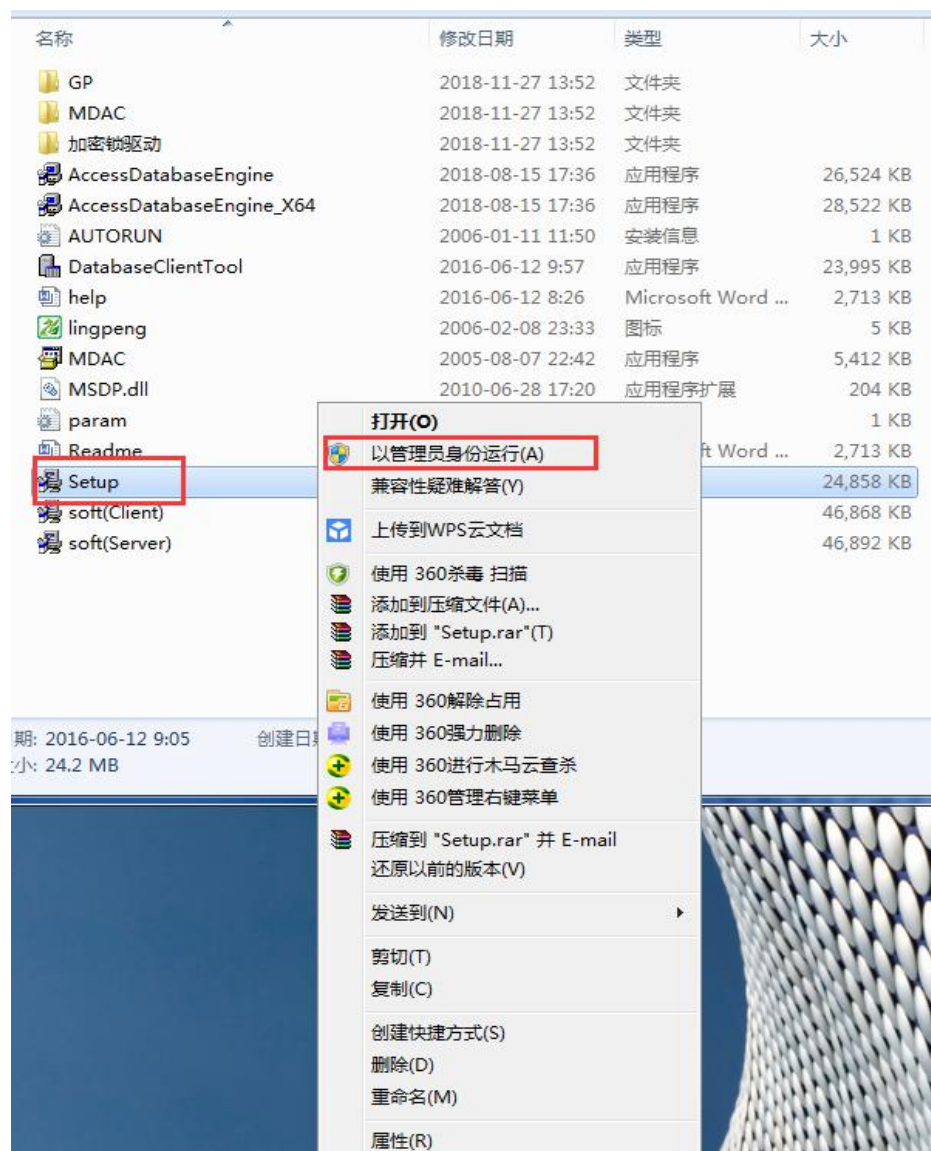 名称 修改日期 类型 大小
GP 2018-11-27 13:52 文件夹
MDAC 2018-11-27 13:52 文件夹
加密锁驱动 2018-11-27 13:52 文件夹
AccessDatabaseEngine 2018-08-15 17:36 应用程序 26,524 KB
AccessDatabaseEngine_X64 2018-08-15 17:36 应用程序 28,522 KB
AUTORUN 2006-01-11 11:50 安装信息 1 KB
DatabaseClientTool 2016-06-12 9:57 应用程序 23,995 KB
help 2016-06-12 8:26 Microsoft Word ... 2,713 KB
lingpeng 2006-02-08 23:33 图标 5 KB
MDAC 2005-08-07 22:42 应用程序 5,412 KB
MSDP.dll 2010-06-28 17:20 应用程序扩展 204 KB
param 1 KB
Readme ft Word ... 2,713 KB
Setup 24,858 KB
soft(Client) 46,868 KB
soft(Server) 46,892 KB
打开(O)
以管理员身份运行(A)
兼容性疑难解答(Y)
上传到WPS云文档
使用 360杀毒 扫描
添加到压缩文件(A)...
添加到 "Setup.rar"(T)
压缩并 E-mail...
使用 360解除占用
使用 360强力删除
使用 360进行木马云查杀
使用 360管理右键菜单
压缩到 "Setup.rar" 并 E-mail
还原以前的版本(V)
发送到(N)
剪切(T)
复制(C)
创建快捷方式(S)
删除(D)
重命名(M)
属性(R)
期: 2016-06-12 9:05 创建日
小: 24.2 MB